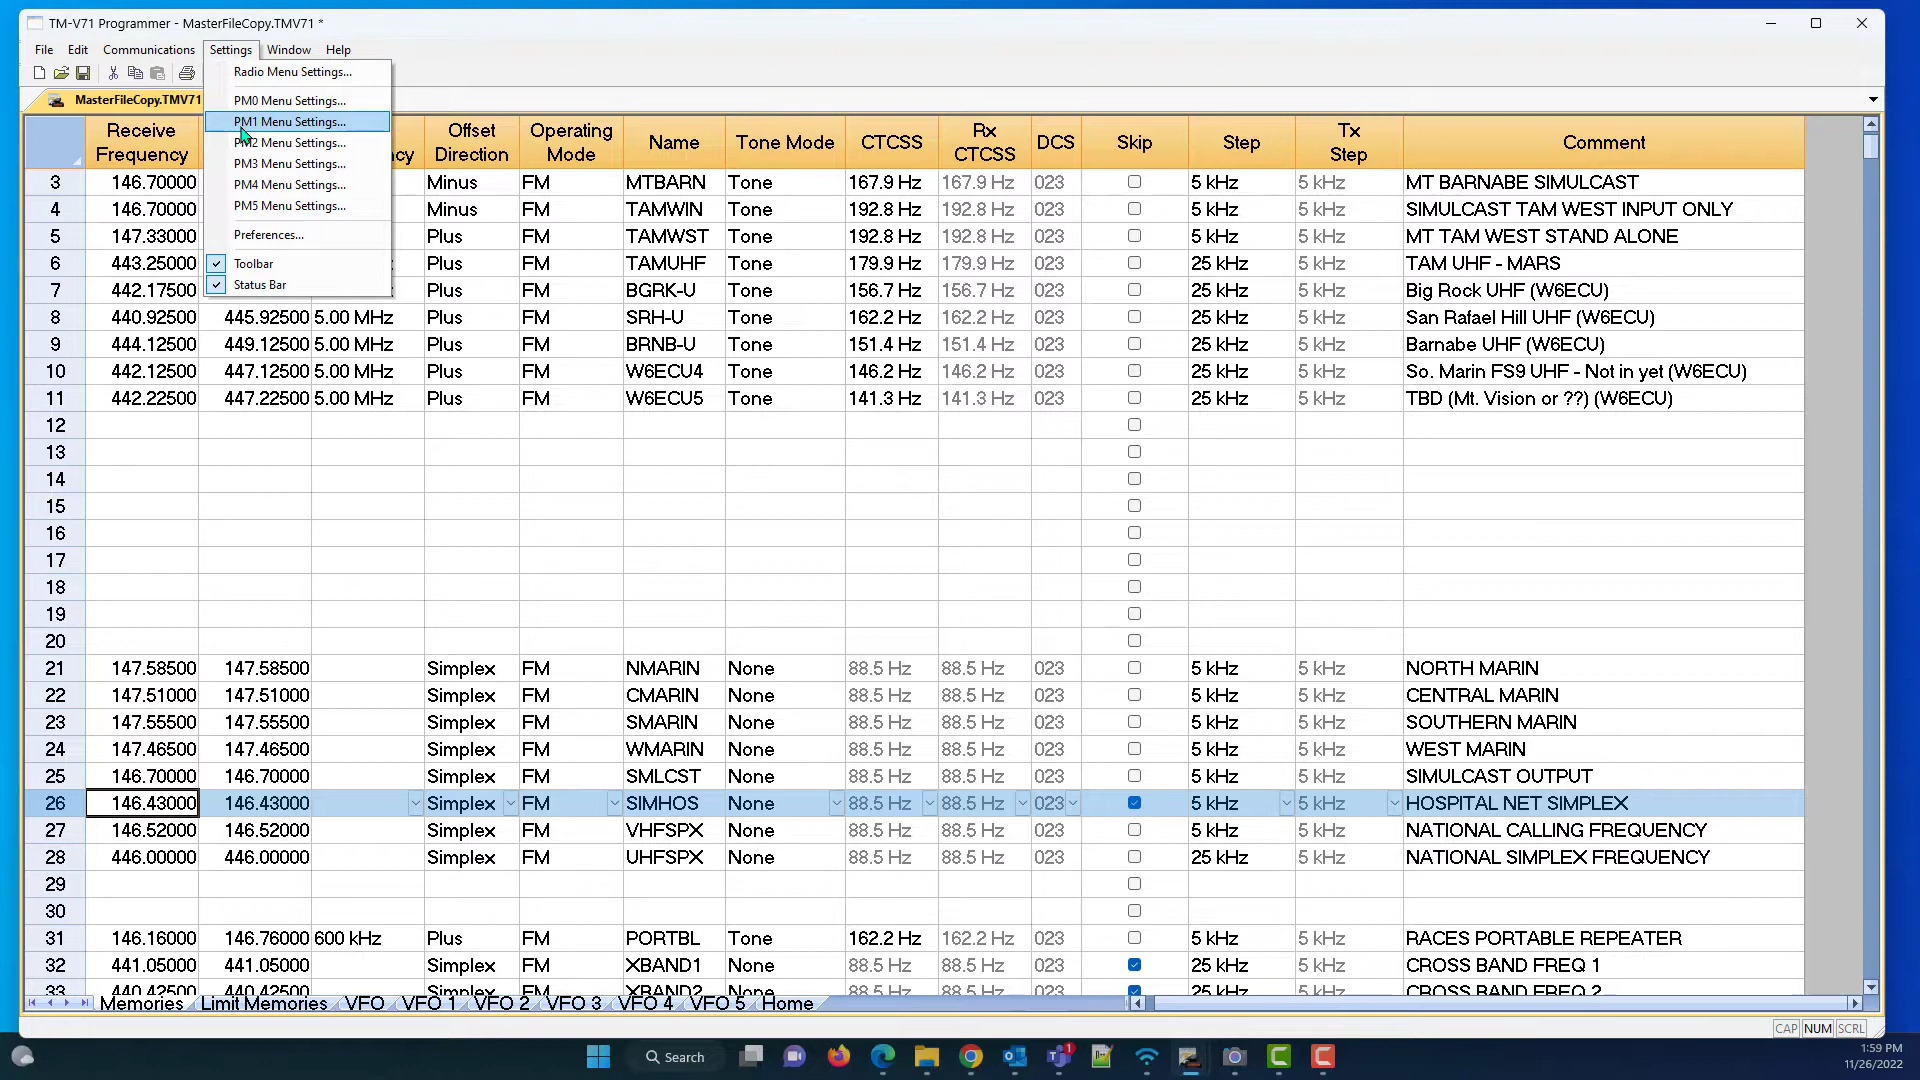 TM-V71 Programmer - MasterFileCopy.TMV71 *
File Edit Communications Settings Window Help
Radio Menu Settings...
PM0 Menu Settings...
PM1 Menu Settings...
PM2 Menu Settings...
PM3 Menu Settings...
PM4 Menu Settings...
PM5 Menu Settings...
Preferences...
Toolbar
Status Bar
MasterFileCopy.TMV71
Receive Frequency Offset Direction Operating Mode Name Tone Mode CTCSS Rx CTCSS DCS Skip Step Tx Step Comment
3 146.70000 Minus FM MTBARN Tone 167.9 Hz 167.9 Hz 023 5 kHz 5 kHz MT BARNABE SIMULCAST
4 146.70000 Minus FM TAMWIN Tone 192.8 Hz 192.8 Hz 023 5 kHz 5 kHz SIMULCAST TAM WEST INPUT ONLY
5 147.33000 Plus FM TAMWST Tone 192.8 Hz 192.8 Hz 023 5 kHz 5 kHz MT TAM WEST STAND ALONE
6 443.25000 Plus FM TAMUHF Tone 179.9 Hz 179.9 Hz 023 25 kHz 5 kHz TAM UHF - MARS
7 442.17500 Plus FM BGRK-U Tone 156.7 Hz 156.7 Hz 023 25 kHz 5 kHz Big Rock UHF (W6ECU)
8 440.92500 445.92500 5.00 MHz Plus FM SRH-U Tone 162.2 Hz 162.2 Hz 023 25 kHz 5 kHz San Rafael Hill UHF (W6ECU)
9 444.12500 449.12500 5.00 MHz Plus FM BRNB-U Tone 151.4 Hz 151.4 Hz 023 25 kHz 5 kHz Barnabe UHF (W6ECU)
10 442.12500 447.12500 5.00 MHz Plus FM W6ECU4 Tone 146.2 Hz 146.2 Hz 023 25 kHz 5 kHz So. Marin FS9 UHF - Not in yet (W6ECU)
11 442.22500 447.22500 5.00 MHz Plus FM W6ECU5 Tone 141.3 Hz 141.3 Hz 023 25 kHz 5 kHz TBD (Mt. Vision or ??) (W6ECU)
12
13
14
15
16
17
18
19
20
21 147.58500 147.58500 Simplex FM NMARIN None 88.5 Hz 88.5 Hz 023 5 kHz 5 kHz NORTH MARIN
22 147.51000 147.51000 Simplex FM CMARIN None 88.5 Hz 88.5 Hz 023 5 kHz 5 kHz CENTRAL MARIN
23 147.55500 147.55500 Simplex FM SMARIN None 88.5 Hz 88.5 Hz 023 5 kHz 5 kHz SOUTHERN MARIN
24 147.46500 147.46500 Simplex FM WMARIN None 88.5 Hz 88.5 Hz 023 5 kHz 5 kHz WEST MARIN
25 146.70000 146.70000 Simplex FM SMLCST None 88.5 Hz 88.5 Hz 023 5 kHz 5 kHz SIMULCAST OUTPUT
26 146.43000 146.43000 Simplex FM SIMHOS None 88.5 Hz 88.5 Hz 023 5 kHz 5 kHz HOSPITAL NET SIMPLEX
27 146.52000 146.52000 Simplex FM VHFSPX None 88.5 Hz 88.5 Hz 023 5 kHz 5 kHz NATIONAL CALLING FREQUENCY
28 446.00000 446.00000 Simplex FM UHFSPX None 88.5 Hz 88.5 Hz 023 25 kHz 5 kHz NATIONAL SIMPLEX FREQUENCY
29
30
31 146.16000 146.76000 600 kHz Plus FM PORTBL Tone 162.2 Hz 162.2 Hz 023 5 kHz 5 kHz RACES PORTABLE REPEATER
32 441.05000 441.05000 Simplex FM XBAND1 None 88.5 Hz 88.5 Hz 023 25 kHz 5 kHz CROSS BAND FREQ 1
33 440.42500 440.42500 Simplex FM XBAND2 None 88.5 Hz 88.5 Hz 023 25 kHz 5 kHz CROSS BAND FREQ 2
Memories Limit Memories VFO VFO 1 VFO 2 VFO 3 VFO 4 VFO 5 Home
CAP NUM SCRL
Search
1
1:59 PM
11/26/2022